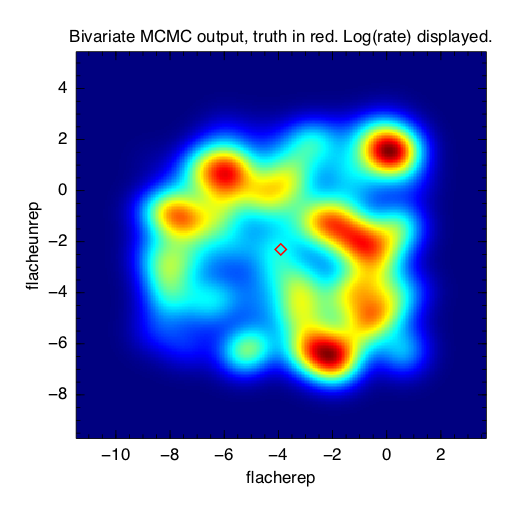 Bivariate MCMC output, truth in red. Log(rate) displayed.
4
2
0
−2
−4
−6
−8
flacheunrep
−10 −8 −6 −4 −2 0 2
flacherep